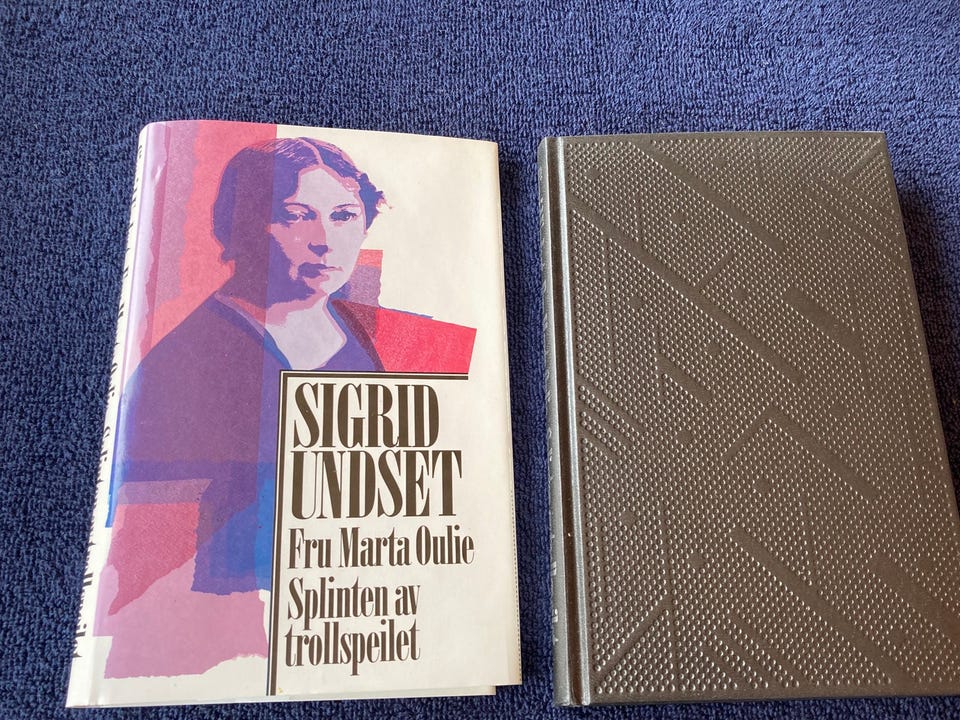 SIGRID
UNDSET
Fru Marta Oulie
Splinten av
trollspeilet